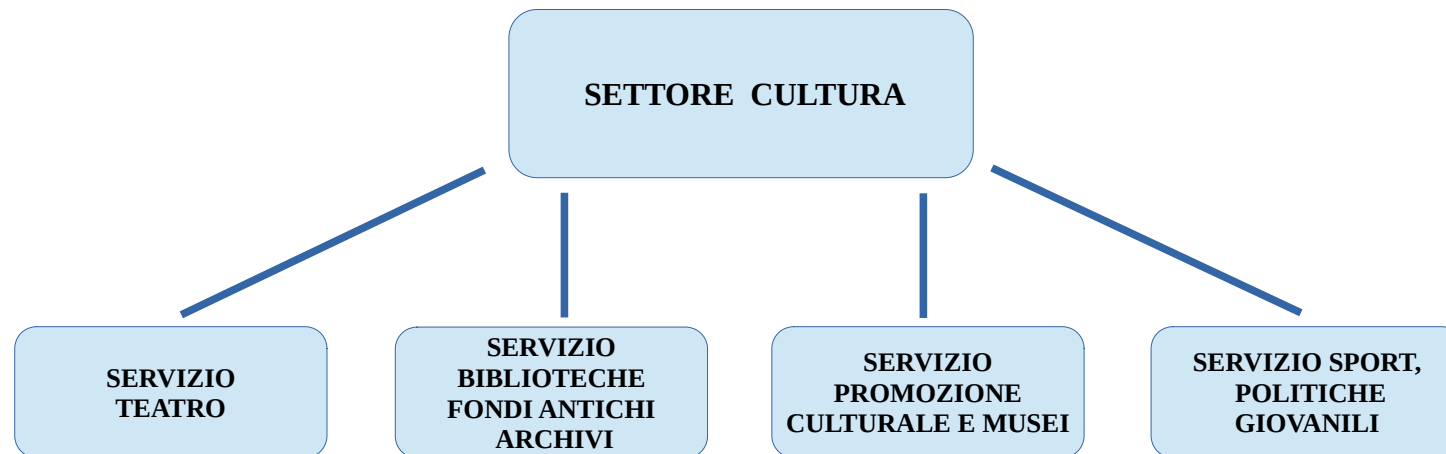 SETTORE CULTURA
SERVIZIO
TEATRO
SERVIZIO
BIBLIOTECHE
FONDI ANTICHI
ARCHIVI
SERVIZIO
PROMOZIONE
CULTURALE E MUSEI
SERVIZIO SPORT,
POLITICHE
GIOVANILI